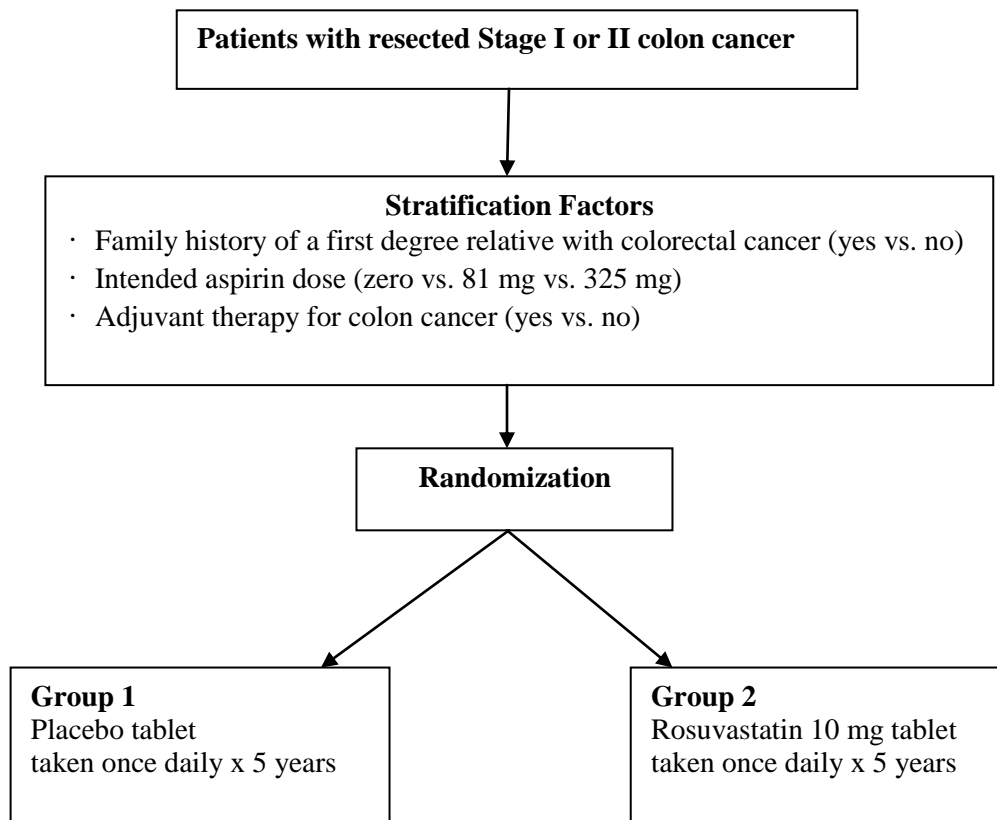 Patients with resected Stage I or II colon cancer
Stratification Factors
· Family history of a first degree relative with colorectal cancer (yes vs. no)
· Intended aspirin dose (zero vs. 81 mg vs. 325 mg)
· Adjuvant therapy for colon cancer (yes vs. no)
Randomization
Group 1
Placebo tablet
taken once daily x 5 years
Group 2
Rosuvastatin 10 mg tablet
taken once daily x 5 years